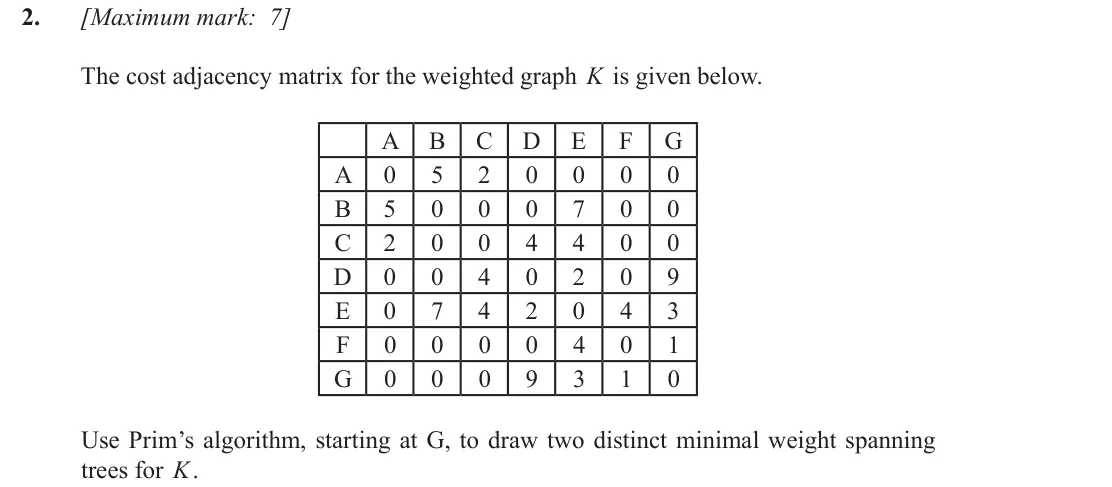 2. [Maximum mark: 7]
The cost adjacency matrix for the weighted graph K is given below.
A B C D E F G
A 0 5 2 0 0 0 0
B 5 0 0 0 7 0 0
C 2 0 0 4 4 0 0
D 0 0 4 0 2 0 9
E 0 7 4 2 0 4 3
F 0 0 0 0 4 0 1
G 0 0 0 9 3 1 0
Use Prim’s algorithm, starting at G, to draw two distinct minimal weight spanning
trees for K.